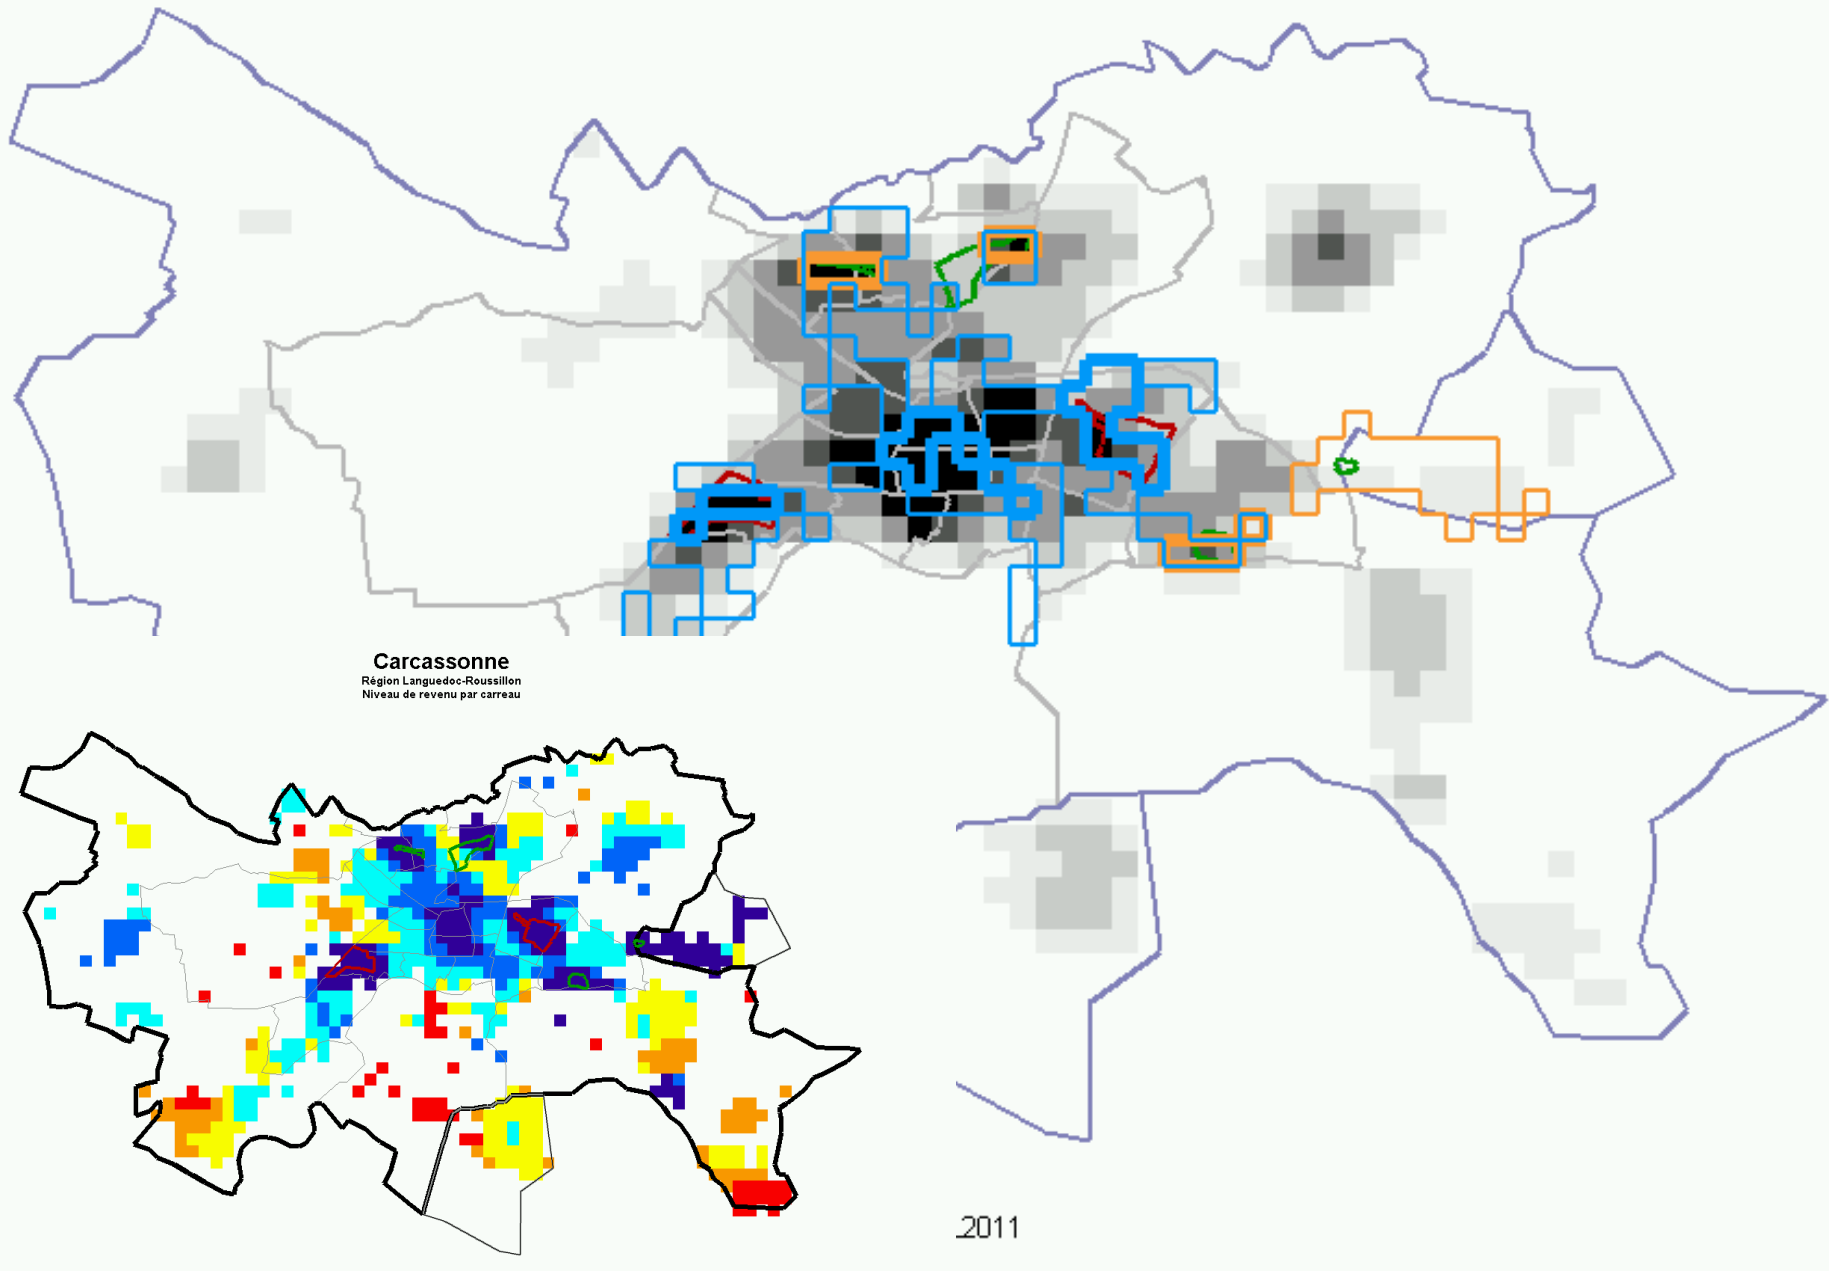 Carcassonne
Région Languedoc-Roussillon
Niveau de revenu par carreau
.2011